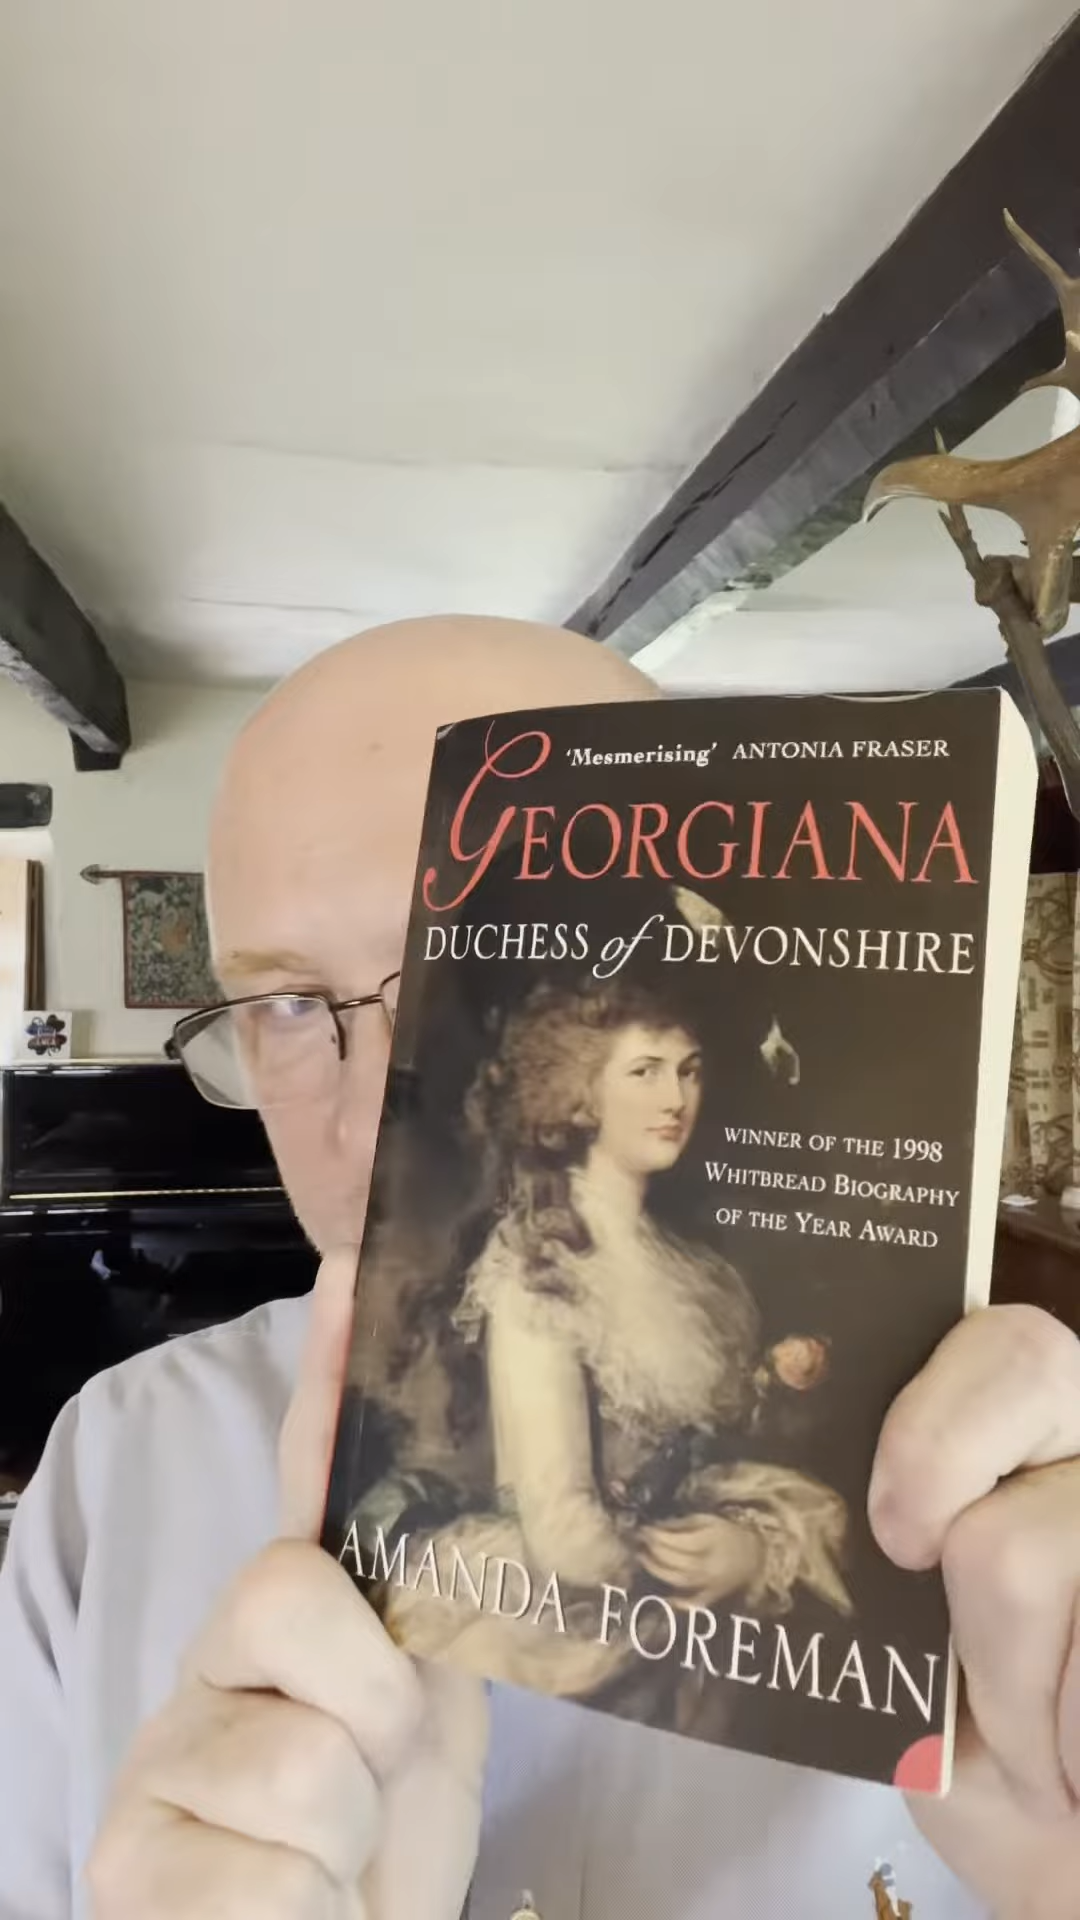 'Mesmerising' ANTONIA FRASER
GEORGIANA
DUCHESS of DEVONSHIRE
WINNER OF THE 1998
WHITBREAD BIOGRAPHY
OF THE YEAR AWARD
AMANDA FOREMAN